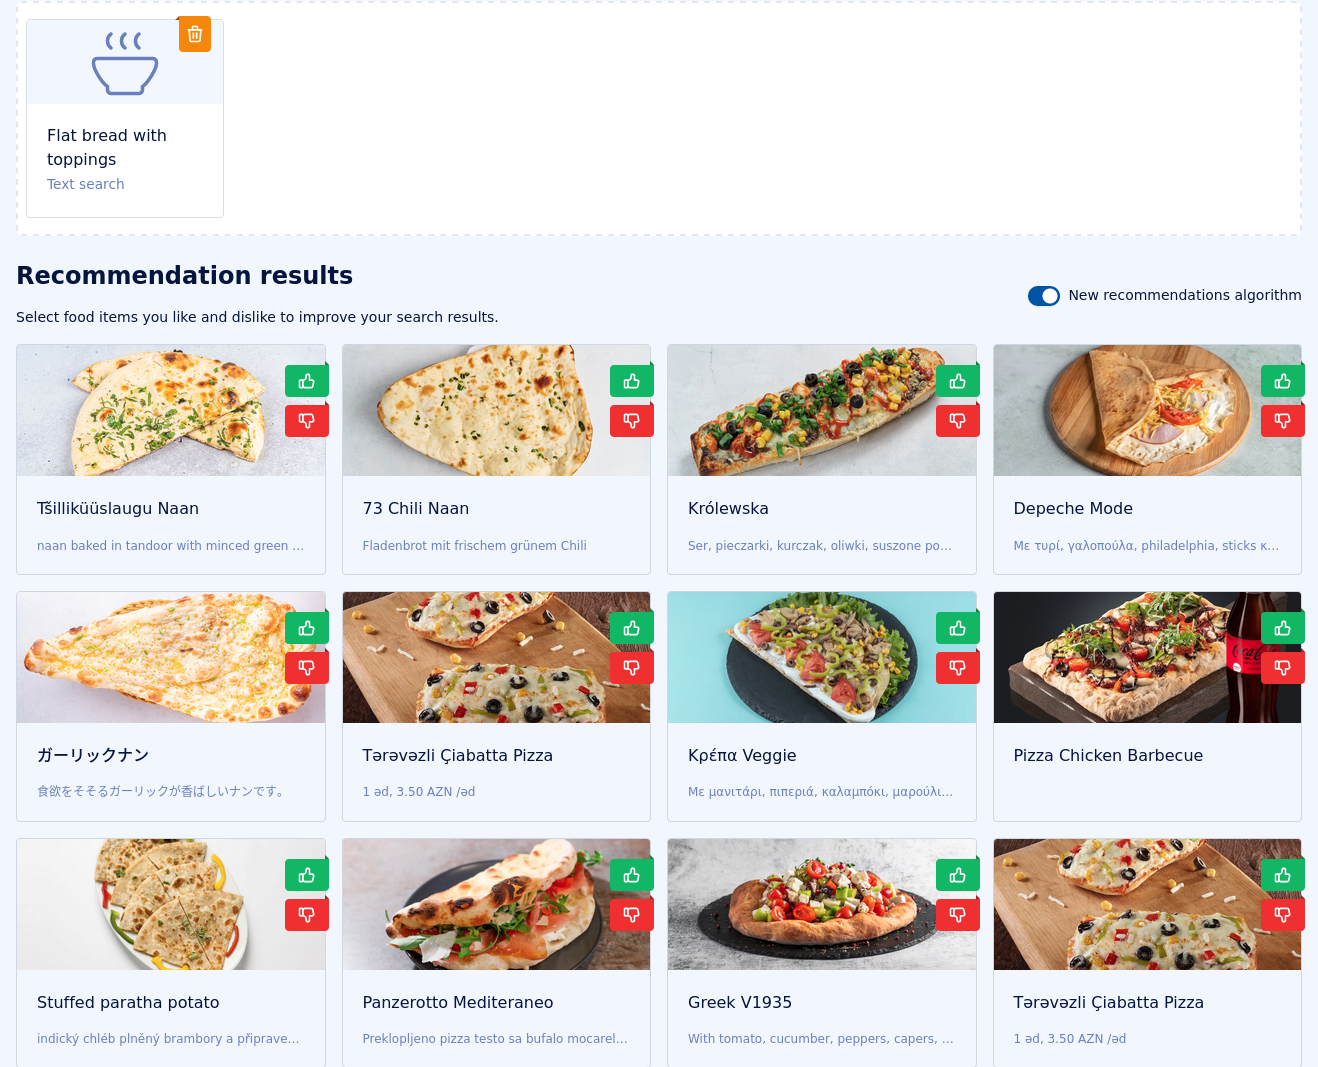 Flat bread with
toppings
Text search
Recommendation results
New recommendations algorithm
Select food items you like and dislike to improve your search results.
Tšilliküüslaugu Naan
73 Chili Naan
Królewska
Depeche Mode
naan baked in tandoor with minced green ...
Fladenbrot mit frischem grünem Chili
Ser, pieczarki, kurczak, oliwki, suszone po...
Με τυρί, γαλοπούλα, philadelphia, sticks κ...
ガーリックナン
Tərəvəzli Çiabatta Pizza
Κρέπα Veggie
Pizza Chicken Barbecue
食欲をそそるガーリックが香ばしいナンです。
1 əd, 3.50 AZN /əd
Με μανιτάρι, πιπεριά, καλαμπόκι, μαρούλι...
Stuffed paratha potato
Panzerotto Mediteraneo
Greek V1935
Tərəvəzli Çiabatta Pizza
indický chléb plněný brambory a připrave...
Preklopljeno pizza testo sa bufalo mocarel...
With tomato, cucumber, peppers, capers, ...
1 əd, 3.50 AZN /əd